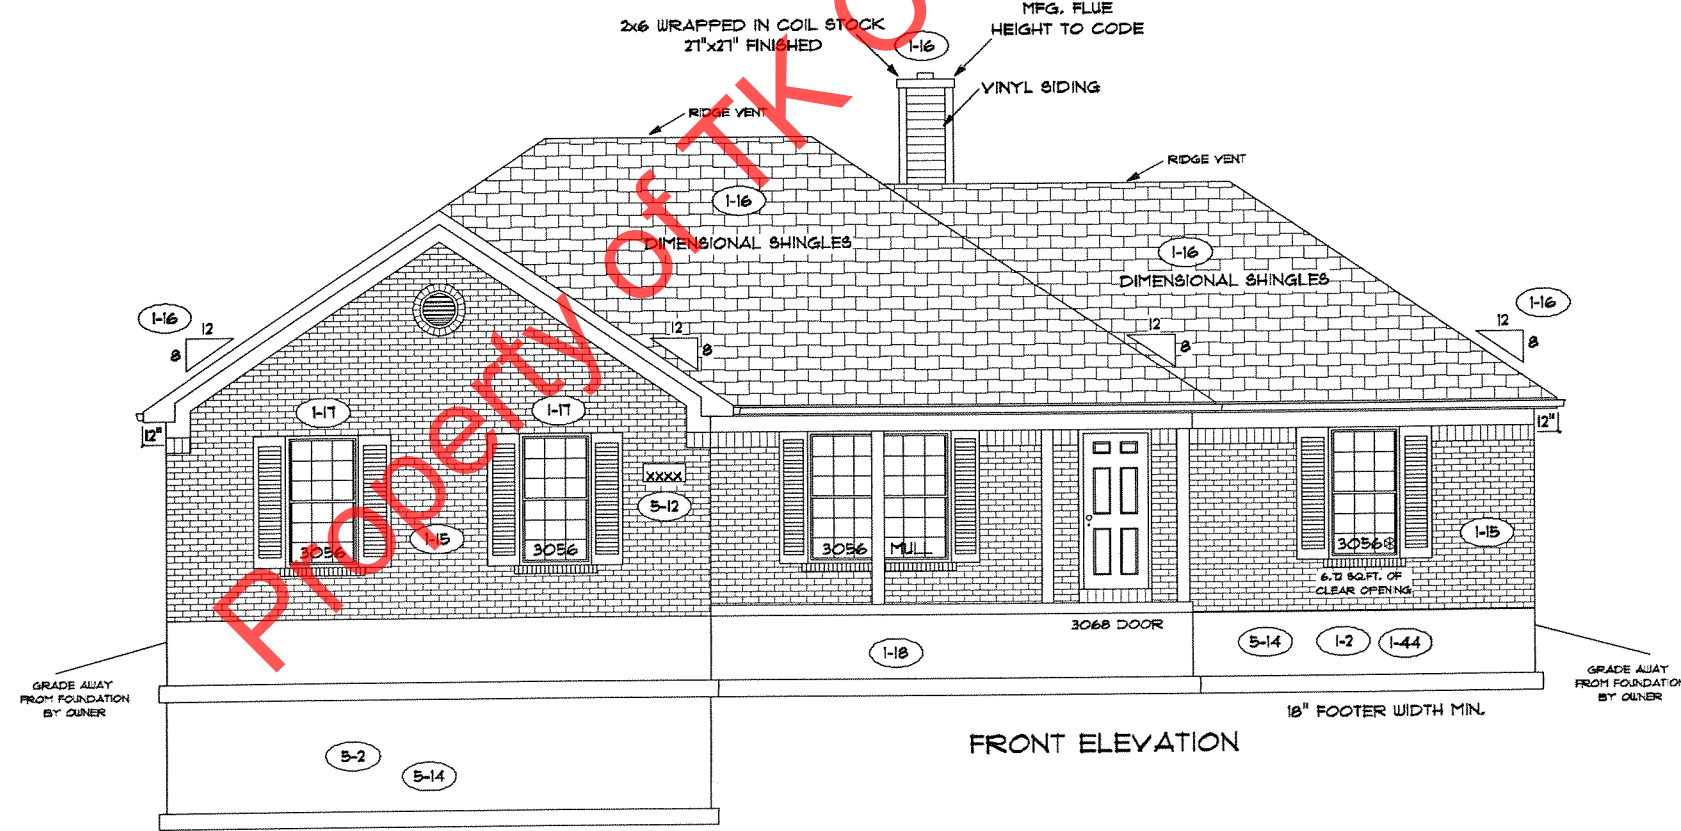 2x6 WRAPPED IN COIL STOCK
27"x27" FINISHED
MFG. FLUE
HEIGHT TO CODE
1-16
VINYL SIDING
RIDGE VENT
RIDGE VENT
1-16
DIMENSIONAL SHINGLES
1-16
DIMENSIONAL SHINGLES
1-16
12
8
12
8
12
8
1-16
12
8
12"
12"
1-17
1-17
XXXX
5-12
1-15
1-15
3056
3056
3056 MULL
3056
6.72 SQ.FT. OF
CLEAR OPENING
3068 DOOR
1-18
5-14
1-2
1-44
GRADE AWAY
FROM FOUNDATION
BY OWNER
GRADE AWAY
FROM FOUNDATION
BY OWNER
18" FOOTER WIDTH MIN.
FRONT ELEVATION
5-2
5-14
Property of TK